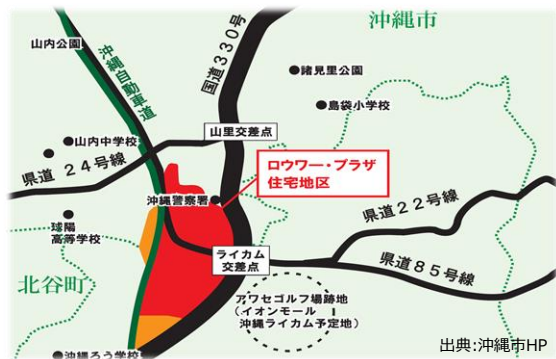 沖縄市
山内公園
沖縄自動車道
国道330号
諸見里公園
島袋小学校
山里交差点
山内中学校
県道24号線
ロウワー・プラザ
住宅地区
沖縄警察署
球陽
高等学校
県道22号線
ライカム
交差点
県道85号線
北谷町
アワセゴルフ場跡地
(イオンモール
沖縄ライカム予定地)
沖縄ろう学校
出典:沖縄市HP